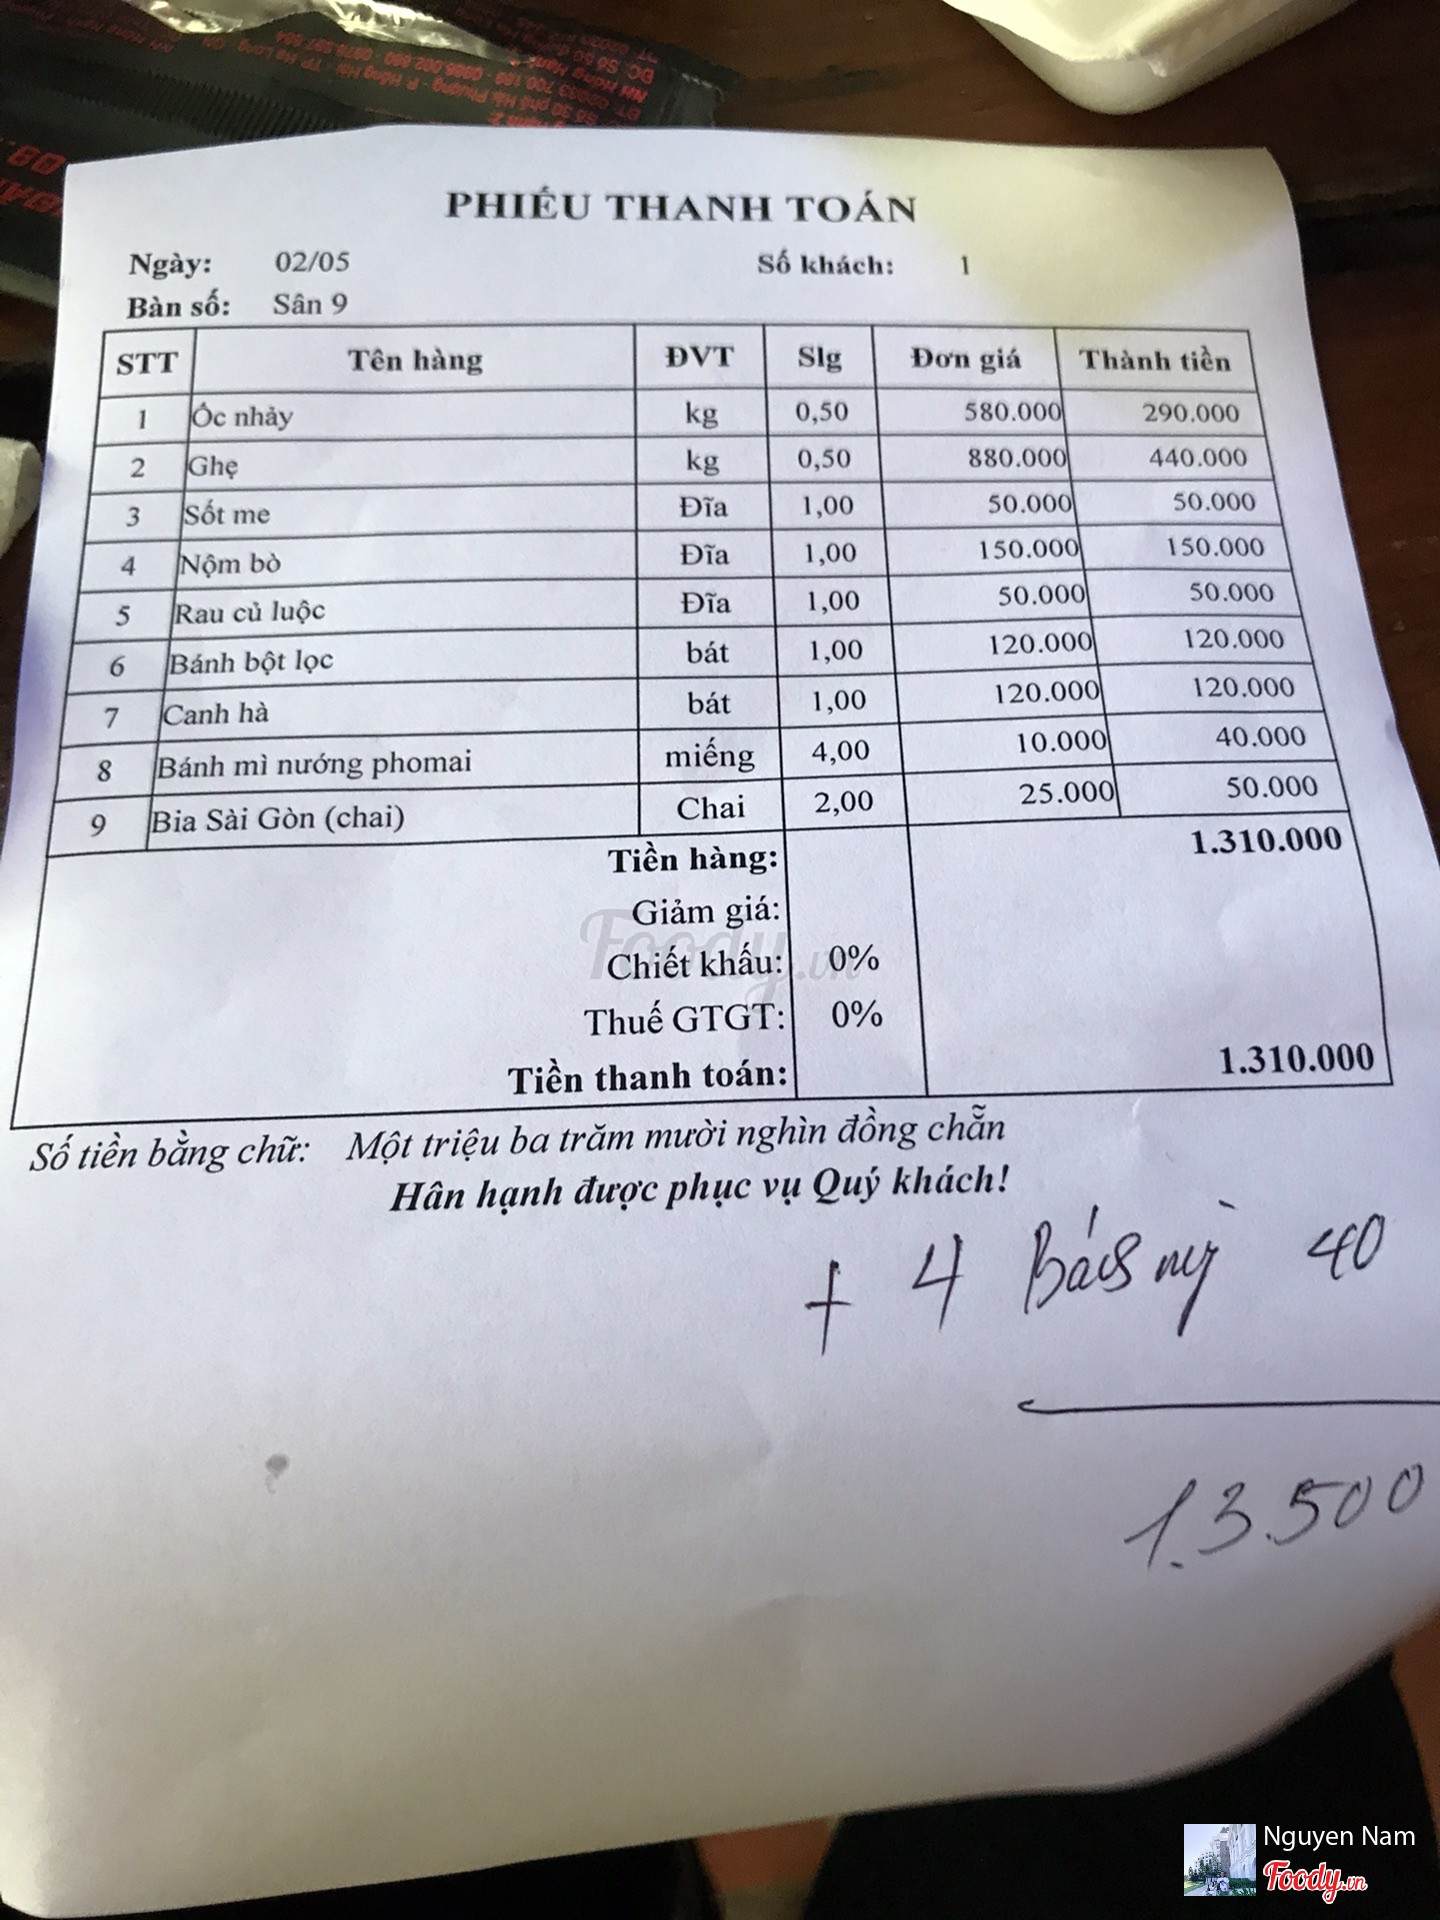 PHIẾU THANH TOÁN
Ngày: 02/05 Số khách: 1
Bàn số: Sân 9
STT Tên hàng ĐVT Slg Đơn giá Thành tiền
1 Ốc nhảy kg 0,50 580.000 290.000
2 Ghẹ kg 0,50 880.000 440.000
3 Sốt me Đĩa 1,00 50.000 50.000
4 Nộm bò Đĩa 1,00 150.000 150.000
5 Rau củ luộc Đĩa 1,00 50.000 50.000
6 Bánh bột lọc bát 1,00 120.000 120.000
7 Canh hà bát 1,00 120.000 120.000
8 Bánh mì nướng phomai miếng 4,00 10.000 40.000
9 Bia Sài Gòn (chai) Chai 2,00 25.000 50.000
Tiền hàng: 1.310.000
Giảm giá:
Chiết khấu: 0%
Thuế GTGT: 0%
Tiền thanh toán: 1.310.000
Số tiền bằng chữ: Một triệu ba trăm mười nghìn đồng chẵn
Hân hạnh được phục vụ Quý khách!
+ 4 Bánh mỳ 40
1.3.500
Foody.vn
Nguyen Nam
Foody.vn